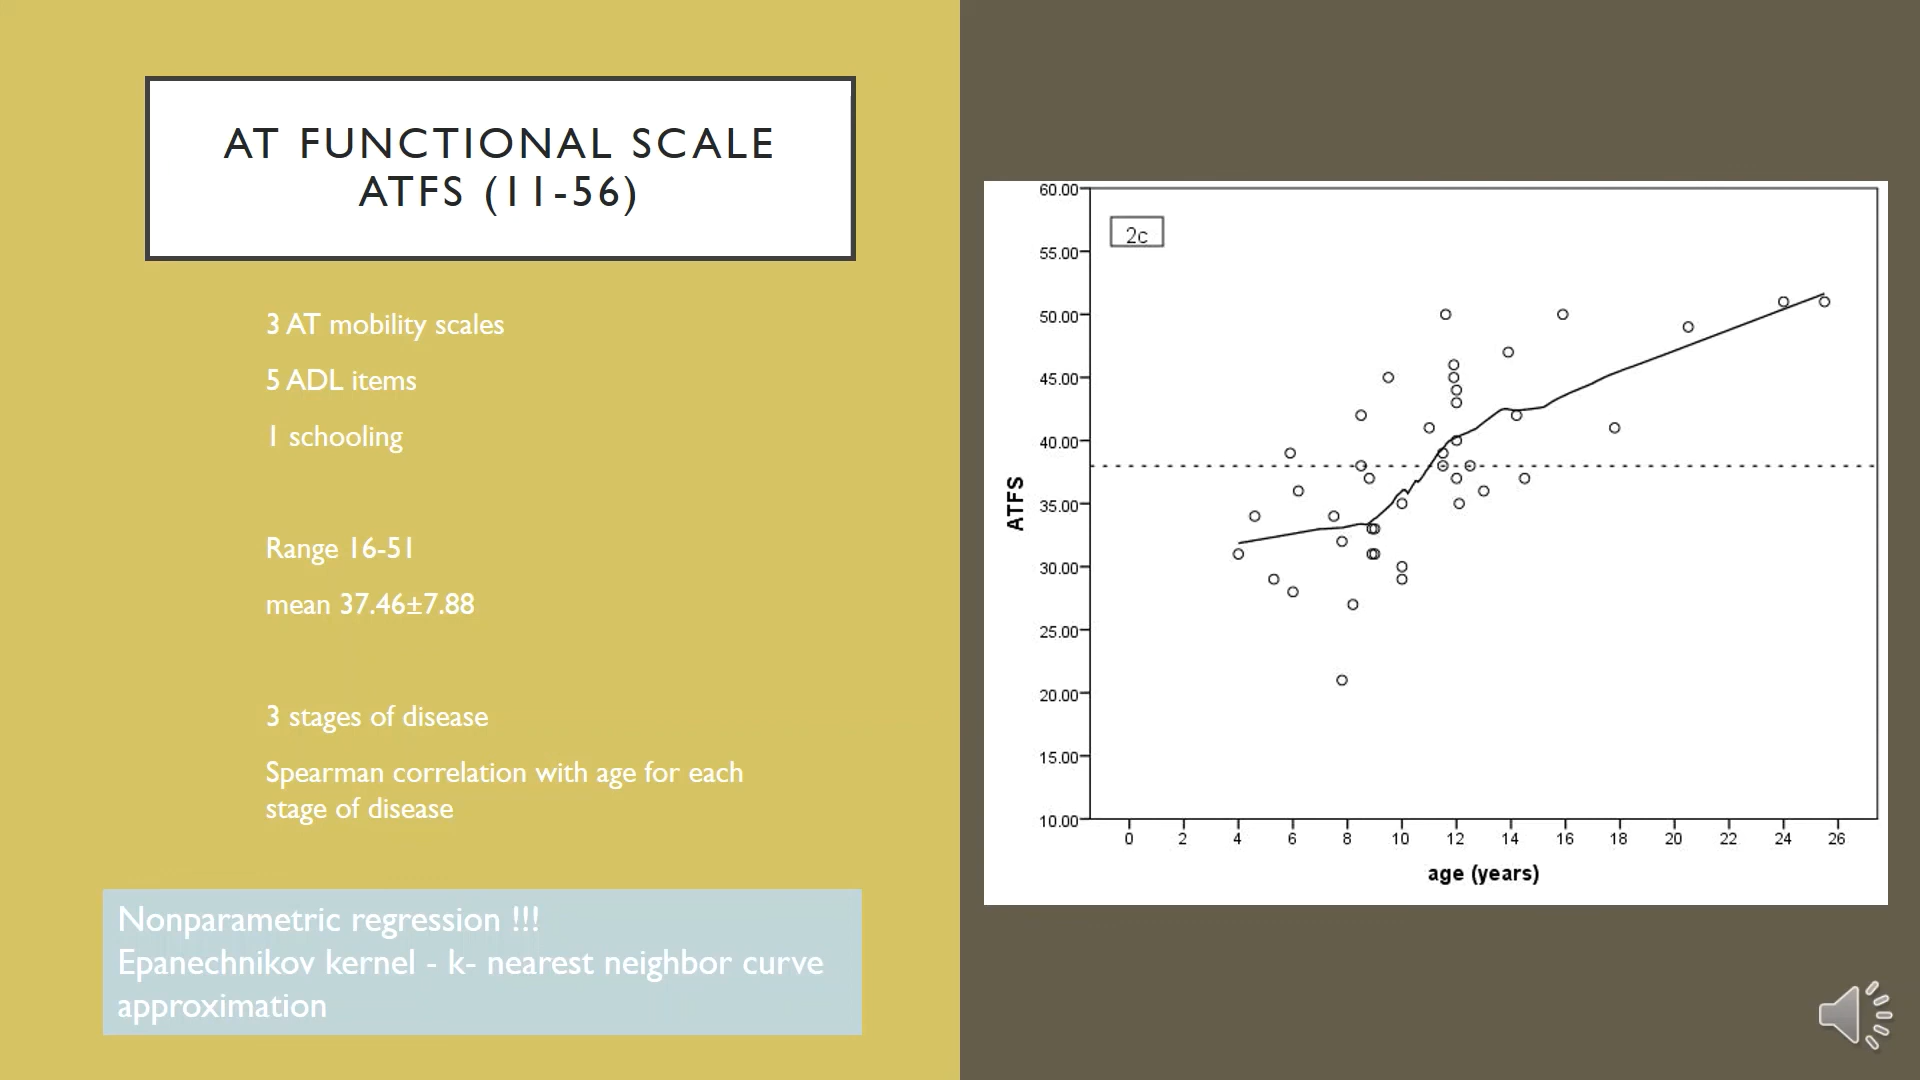 AT FUNCTIONAL SCALE
ATFS (11-56)
3 AT mobility scales
5 ADL items
1 schooling
Range 16-51
mean 37.46±7.88
3 stages of disease
Spearman correlation with age for each
stage of disease
Nonparametric regression !!!
Epanechnikov kernel - k- nearest neighbor curve
approximation
2c
60.00
55.00
50.00
45.00
40.00
35.00
30.00
25.00
20.00
15.00
10.00
ATFS
0 2 4 6 8 10 12 14 16 18 20 22 24 26
age (years)